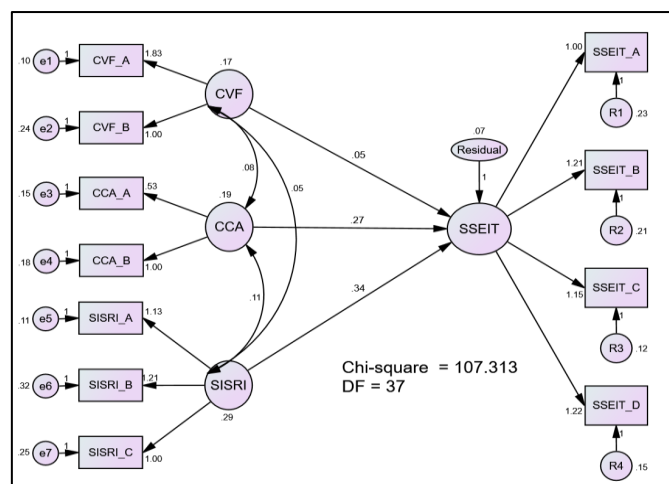 .10 e1 1 CVF_A 1.83
.17
CVF
.24 e2 1 CVF_B 1.00
.15 e3 1 CCA_A .53
.19
CCA
.18 e4 1 CCA_B 1.00
.11 e5 1 SISRI_A 1.13
.32 e6 1 SISRI_B 1.21
SISRI
.29
.25 e7 1 SISRI_C 1.00
.08
.05
.11
.05
.27
.34
.07
Residual
1
SSEIT
1.00 SSEIT_A
1
R1 .23
1.21 SSEIT_B
1
R2 .21
1.15 SSEIT_C
1
R3 .12
1.22 SSEIT_D
1
R4 .15
Chi-square = 107.313
DF = 37